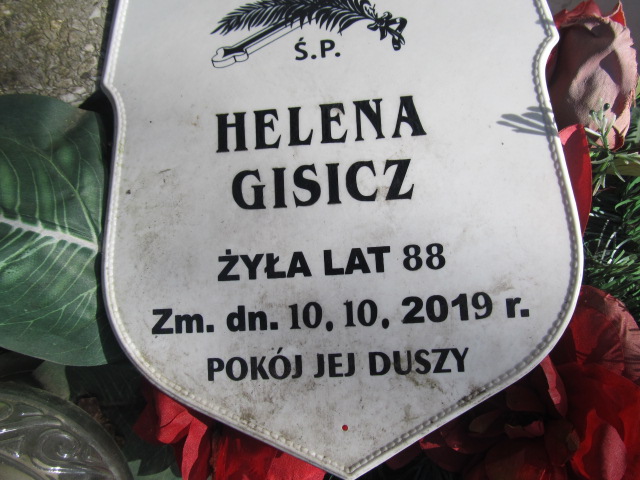 Ś.P.
HELENA
GISICZ
ŻYŁA LAT 88
Zm. dn. 10. 10. 2019 r.
POKÓJ JEJ DUSZY